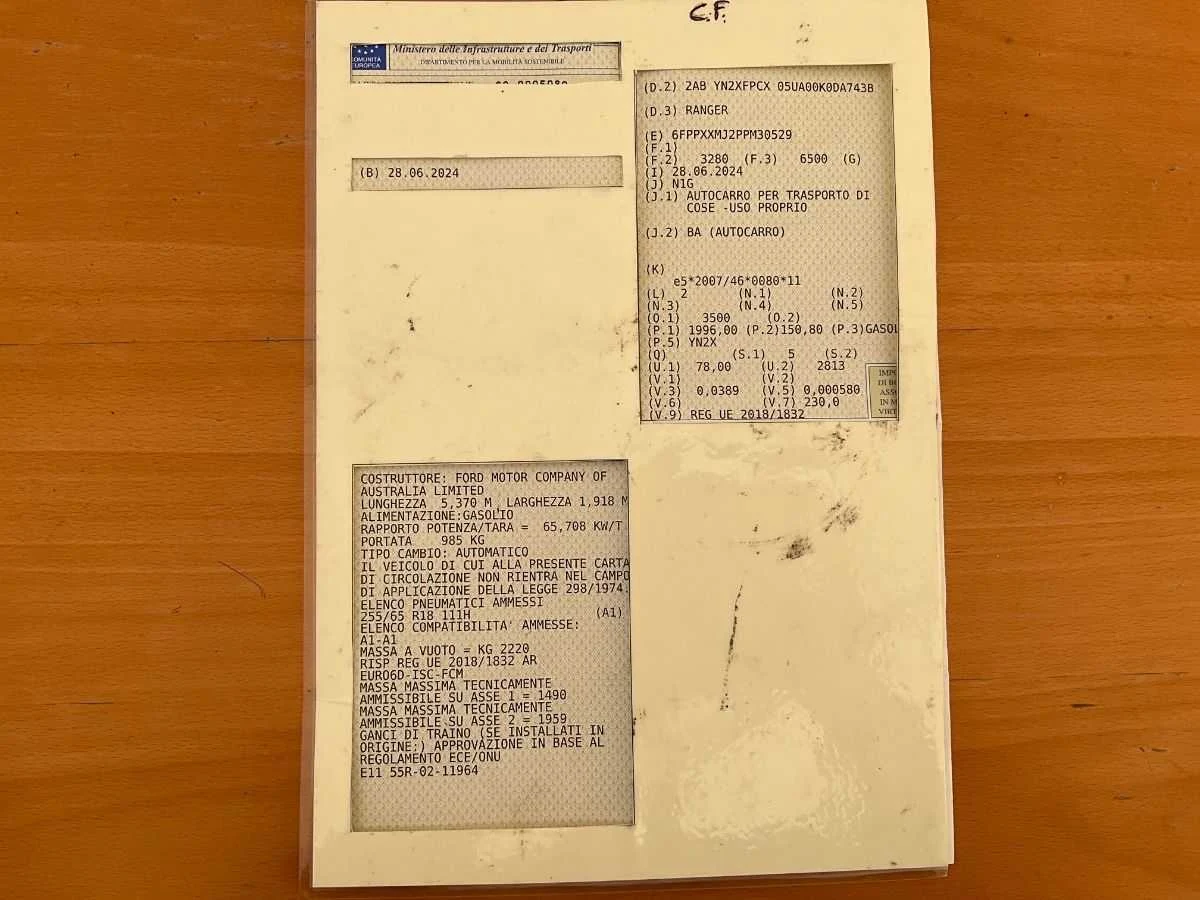 C.F.
Ministero delle Infrastrutture e dei Trasporti
COMUNITÀ
EUROPEA
DIPARTIMENTO PER LA MOBILITÀ SOSTENIBILE
(B) 28.06.2024
(D.2) 2AB YN2XFPCX 05UA00K0DA743B
(D.3) RANGER
(E) 6FPPXXMJ2PPM30529
(F.1)
(F.2) 3280 (F.3) 6500 (G)
(I) 28.06.2024
(J) N1G
(J.1) AUTOCARRO PER TRASPORTO DI
COSE -USO PROPRIO
(J.2) BA (AUTOCARRO)
(K)
e5*2007/46*0080*11
(L) 2 (N.1) (N.2)
(N.3) (N.4) (N.5)
(O.1) 3500 (O.2)
(P.1) 1996,00 (P.2)150,80 (P.3)GASOL
(P.5) YN2X
(Q) (S.1) 5 (S.2)
(U.1) 78,00 (U.2) 2813
(V.1) (V.2)
(V.3) 0,0389 (V.5) 0,000580
(V.6) (V.7) 230,0
(V.9) REG UE 2018/1832
COSTRUTTORE: FORD MOTOR COMPANY OF
AUSTRALIA LIMITED
LUNGHEZZA 5,370 M, LARGHEZZA 1,918 M
ALIMENTAZIONE:GASOLIO
RAPPORTO POTENZA/TARA = 65,708 KW/T
PORTATA 985 KG
TIPO CAMBIO: AUTOMATICO
IL VEICOLO DI CUI ALLA PRESENTE CARTA
DI CIRCOLAZIONE NON RIENTRA NEL CAMPO
DI APPLICAZIONE DELLA LEGGE 298/1974.
ELENCO PNEUMATICI AMMESSI
255/65 R18 111H (A1)
ELENCO COMPATIBILITA' AMMESSE:
A1-A1
MASSA A VUOTO = KG 2220
RISP REG UE 2018/1832 AR
EURO6D-ISC-FCM
MASSA MASSIMA TECNICAMENTE
AMMISSIBILE SU ASSE 1 = 1490
MASSA MASSIMA TECNICAMENTE
AMMISSIBILE SU ASSE 2 = 1959
GANCI DI TRAINO (SE INSTALLATI IN
ORIGINE;) APPROVAZIONE IN BASE AL
REGOLAMENTO ECE/ONU
E11 55R-02-11964